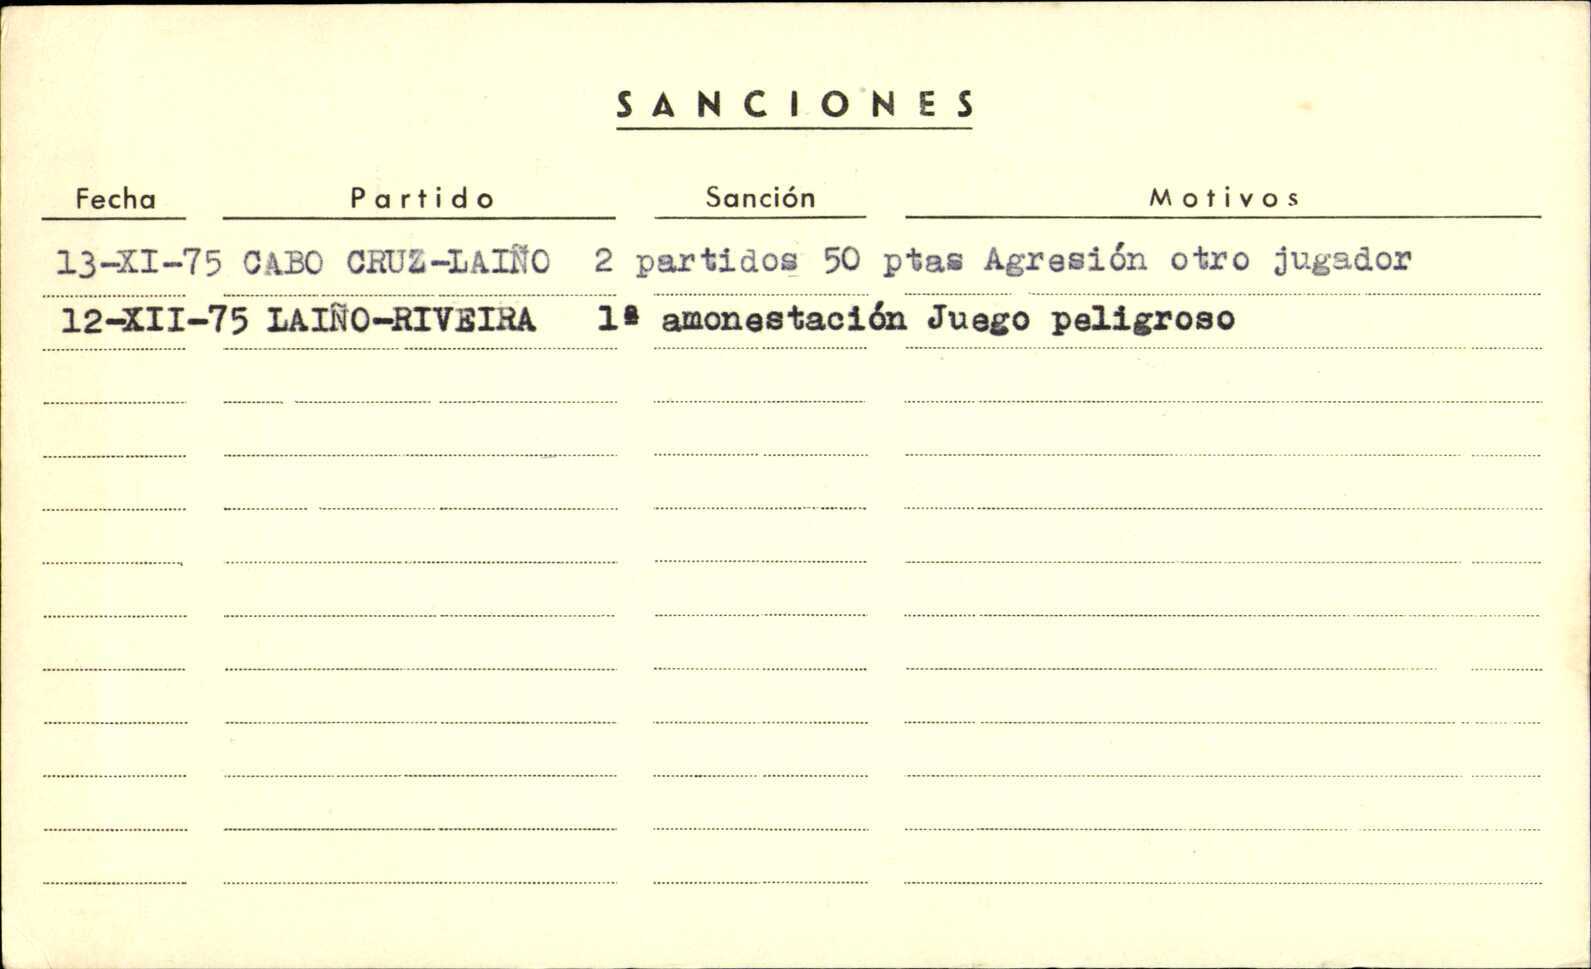 SANCIONES
Fecha Partido Sanción Motivos
13-XI-75 CABO CRUZ-LAIÑO 2 partidos 50 ptas Agresión otro jugador
12-XII-75 LAIÑO-RIVEIRA 1ª amonestación Juego peligroso